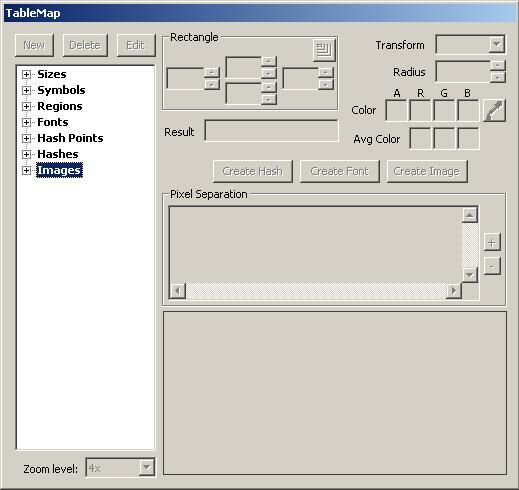 TableMap
New Delete Edit
Sizes
Symbols
Regions
Fonts
Hash Points
Hashes
Images
Zoom level: 4x
Rectangle
Result
Transform
Radius
A R G B
Color
Avg Color
Create Hash Create Font Create Image
Pixel Separation
+
-